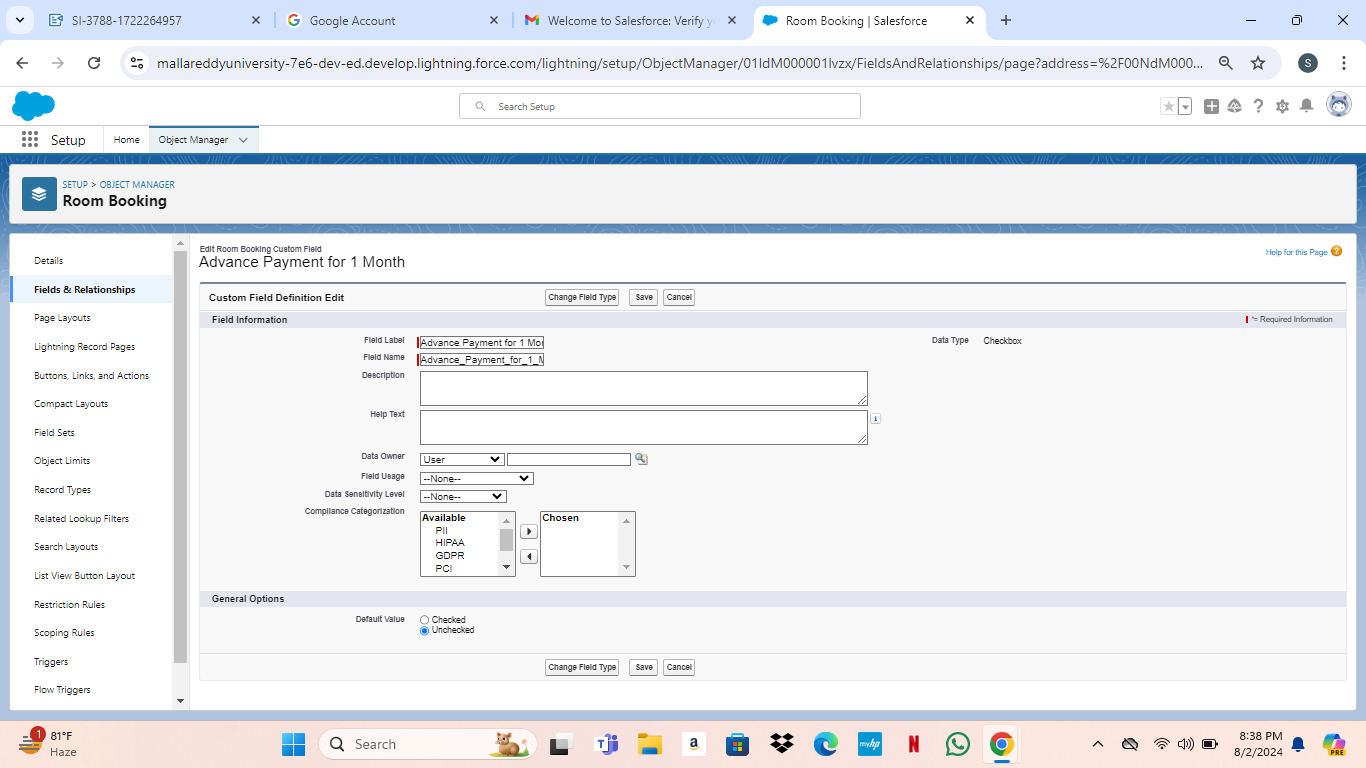 SI-3788-1722264957
Google Account
Welcome to Salesforce: Verify y
Room Booking | Salesforce
mallareddyuniversity-7e6-dev-ed.develop.lightning.force.com/lightning/setup/ObjectManager/01IdM000001lvzx/FieldsAndRelationships/page?address=%2F00NdM000...
S
Search Setup
Setup
Home
Object Manager
SETUP > OBJECT MANAGER
Room Booking
Details
Fields & Relationships
Page Layouts
Lightning Record Pages
Buttons, Links, and Actions
Compact Layouts
Field Sets
Object Limits
Record Types
Related Lookup Filters
Search Layouts
List View Button Layout
Restriction Rules
Scoping Rules
Triggers
Flow Triggers
Edit Room Booking Custom Field
Advance Payment for 1 Month
Help for this Page
Custom Field Definition Edit
Change Field Type Save Cancel
Field Information
= Required Information
Field Label Advance Payment for 1 Mo
Data Type Checkbox
Field Name Advance_Payment_for_1_M
Description
Help Text
Data Owner User
Field Usage --None--
Data Sensitivity Level --None--
Compliance Categorization
Available
PII
HIPAA
GDPR
PCI
Chosen
General Options
Default Value
Checked
Unchecked
Change Field Type Save Cancel
1
81°F
Haze
Search
8:38 PM
8/2/2024
PRE